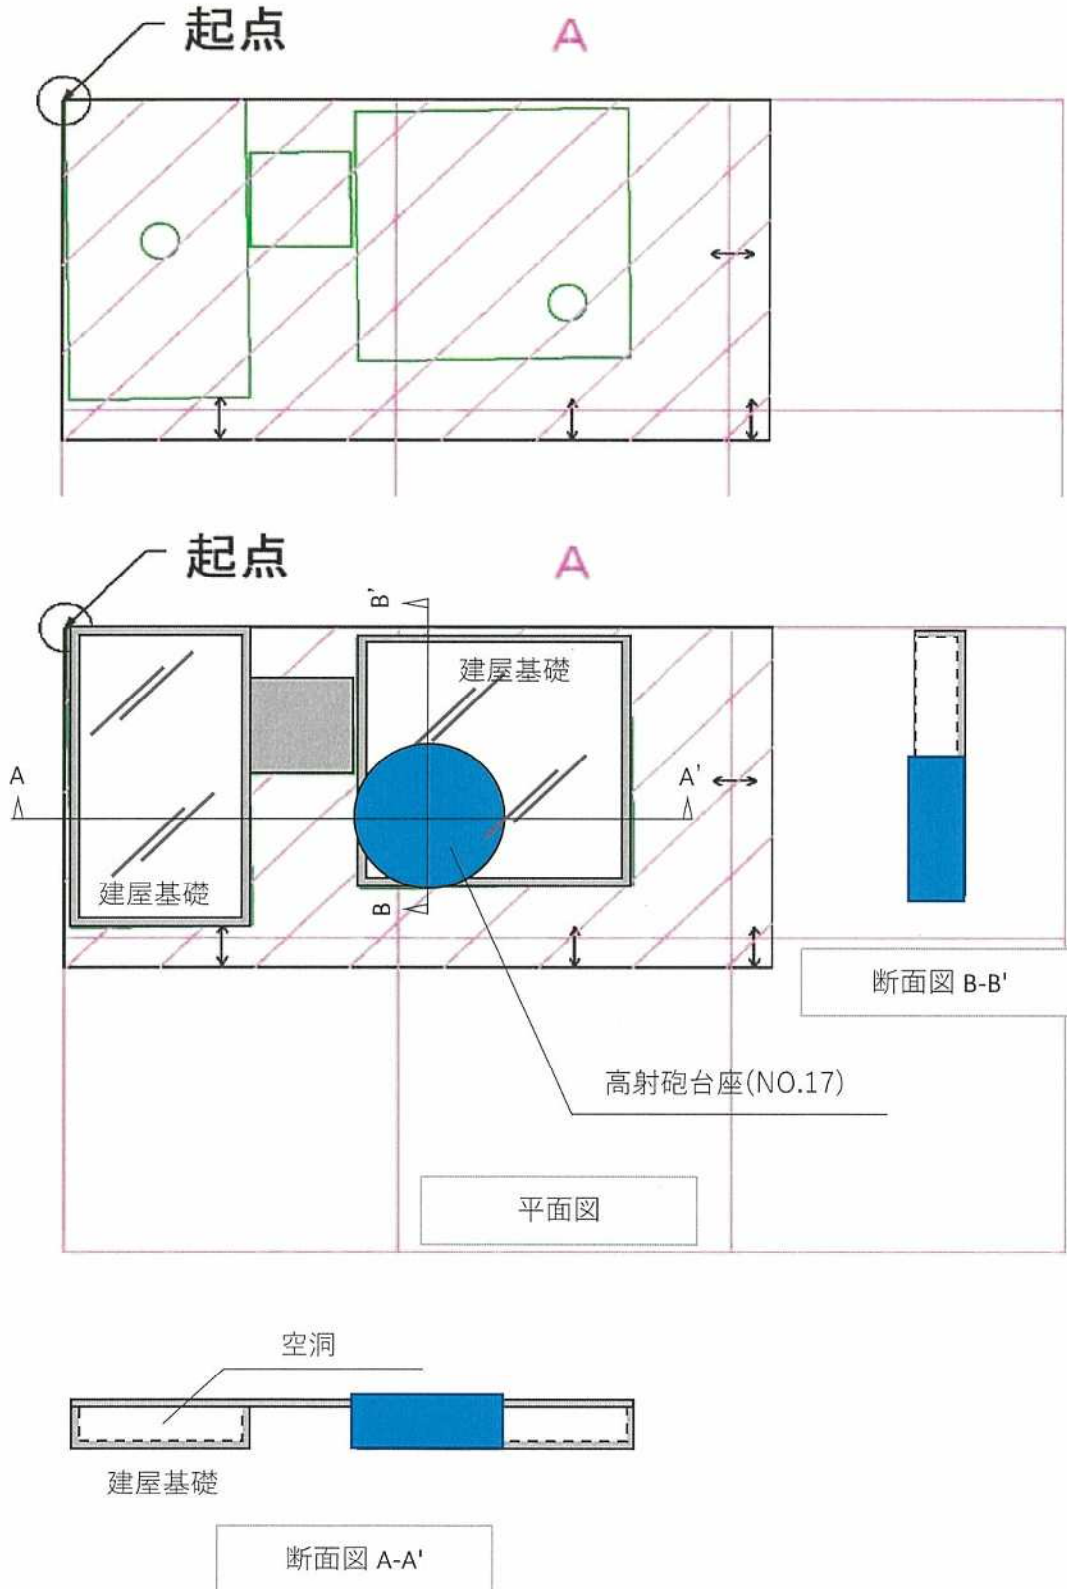 起点
A
起点
A
B'
建屋基礎
A
A'
建屋基礎
B
断面図 B-B'
高射砲台座(NO.17)
平面図
空洞
建屋基礎
断面図 A-A'